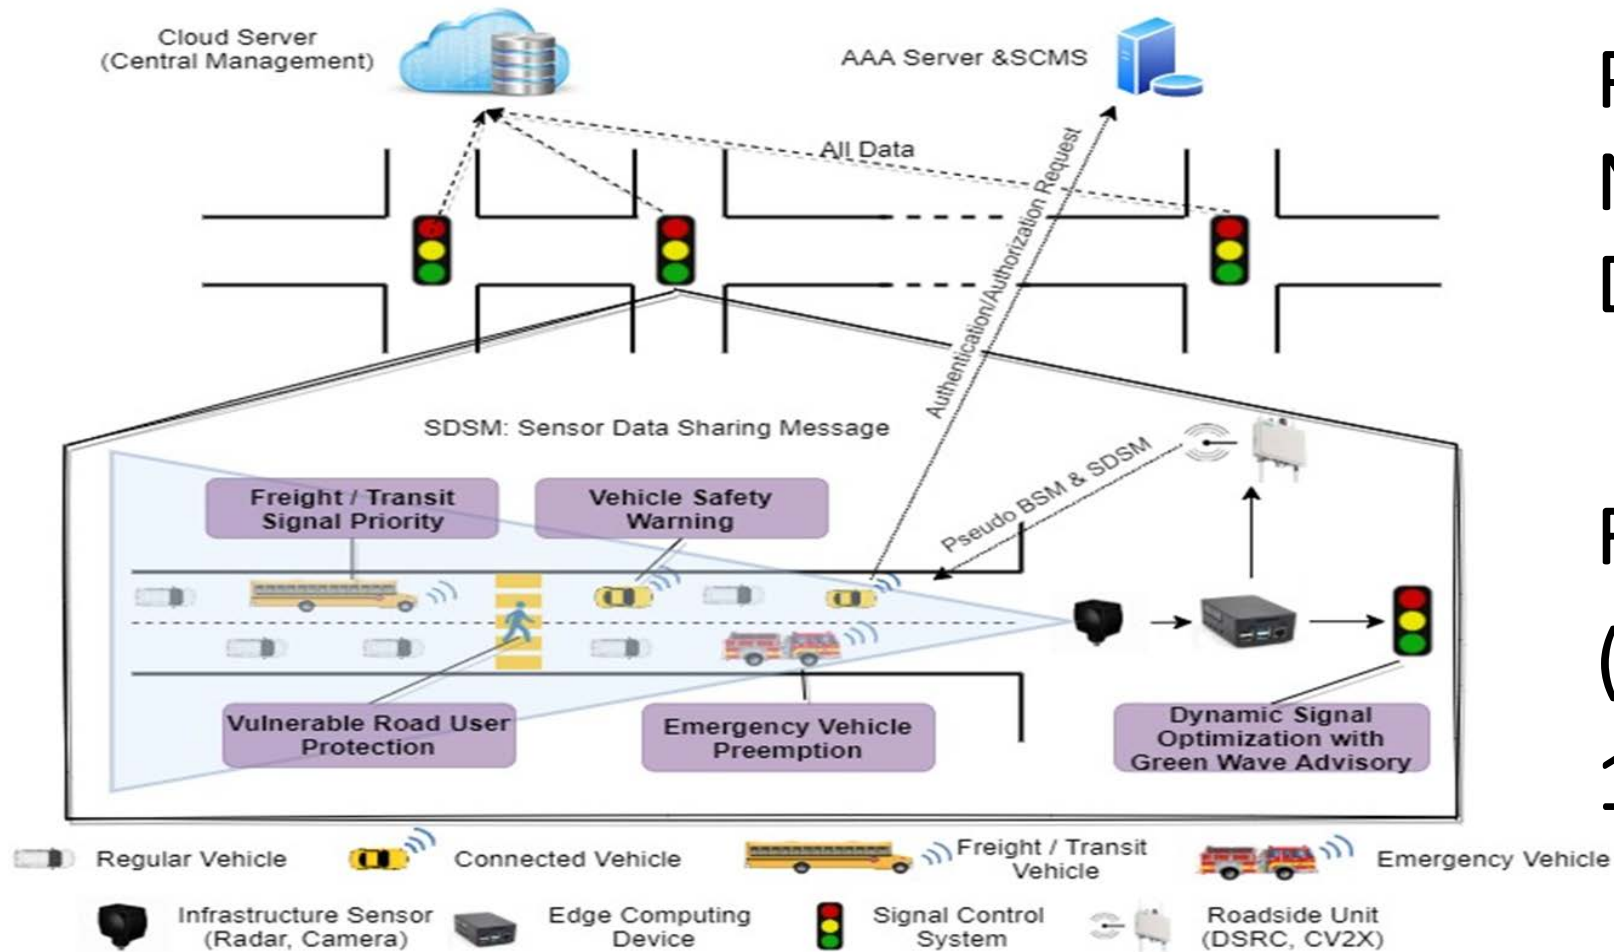 Cloud Server
(Central Management)
AAA Server &SCMS
All Data
Authentication/Authorization Request
SDSM: Sensor Data Sharing Message
Pseudo BSM & SDSM
Freight / Transit
Signal Priority
Vehicle Safety
Warning
Vulnerable Road User
Protection
Emergency Vehicle
Preemption
Dynamic Signal
Optimization with
Green Wave Advisory
Regular Vehicle
Connected Vehicle
Freight / Transit
Vehicle
Emergency Vehicle
Infrastructure Sensor
(Radar, Camera)
Edge Computing
Device
Signal Control
System
Roadside Unit
(DSRC, CV2X)